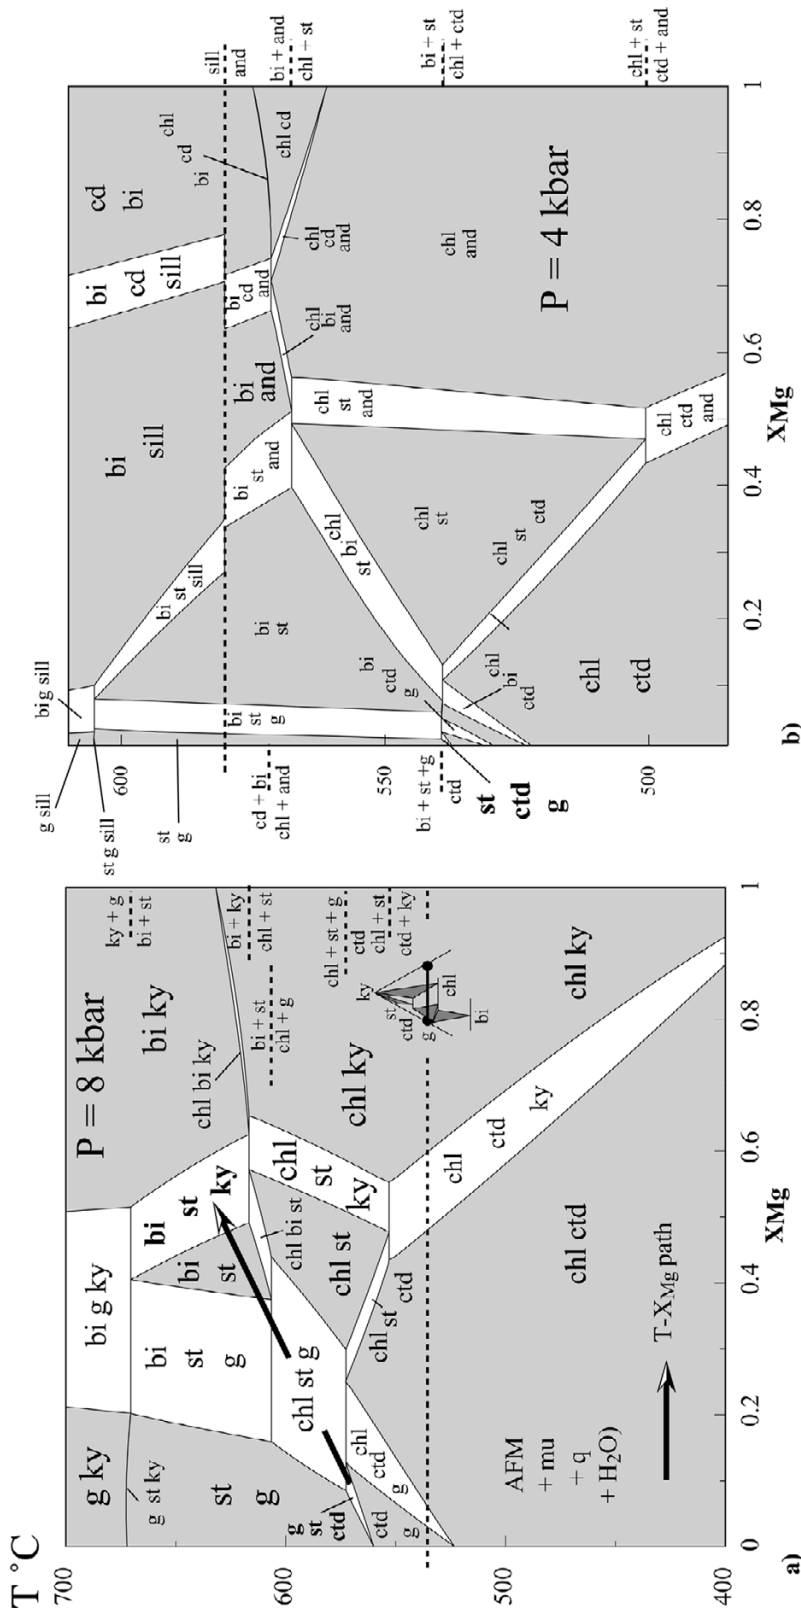 T °C
P = 8 kbar
700
600
500
400
0
0.2
0.4
0.6
0.8
1
XMg
g ky
g st ky
st
g
bi g ky
bi
st
g
bi
st
bi
st
ky
bi ky
chl bi ky
chl bi st
chl st g
chl st
chl
st
ky
chl ky
chl
st
ctd
g
st
ctd
ctd
g
chl
ctd
g
chl
ctd
ky
chl ky
chl ctd
ky + g
bi + st
bi + ky
chl + st
bi + st
chl + g
chl + st + g
ctd
chl + st
ctd + ky
ky
st
ctd
g
chl
bi
AFM
+ mu
+ q
+ H₂O)
T-XMg path
a)
P = 4 kbar
600
550
500
0.2
0.4
0.6
0.8
1
XMg
g sill
st g sill
st
g
bi g sill
bi
st
g
bi st sill
bi
sill
bi
cd
sill
cd
bi
bi
cd
chl
chl cd
bi
cd
and
chl
cd
and
chl
bi
and
bi
and
bi
st
and
bi
st
chl
bi
st
chl
st
and
chl
and
chl
st
chl
st
ctd
chl
ctd
and
bi
ctd
g
chl
bi
ctd
chl
ctd
cd + bi
chl + and
bi + st +g
ctd
st
ctd
g
sill
and
bi + and
chl + st
bi + st
chl + ctd
chl + st
ctd + and
b)